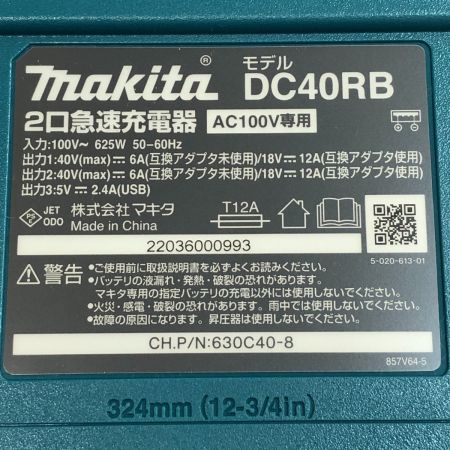 makita® モデル DC40RB
2口急速充電器 AC100V専用
入力:100V～ 625W 50-60Hz
出力1:40V(max)⎓6A(互換アダプタ未使用)/18V⎓12A(互換アダプタ使用)
出力2:40V(max)⎓6A(互換アダプタ未使用)/18V⎓12A(互換アダプタ使用)
出力3:5V⎓2.4A(USB)
PSE JET ODO 株式会社マキタ T12A
Made in China
22036000993
5-020-613-01
⚠警告 •ご使用前に取扱説明書を必ずよくお読みください。
•バッテリの液漏れ・発熱・破裂の恐れがあります。
マキタ専用の指定バッテリの充電以外には使用しないでください。
•火災・感電・破裂の恐れあり。雨中では使用しないでください。
•故障の原因になります。昇圧器は使用しないでください。
CH.P/N:630C40-8
857V64-5
324mm (12-3/4in)